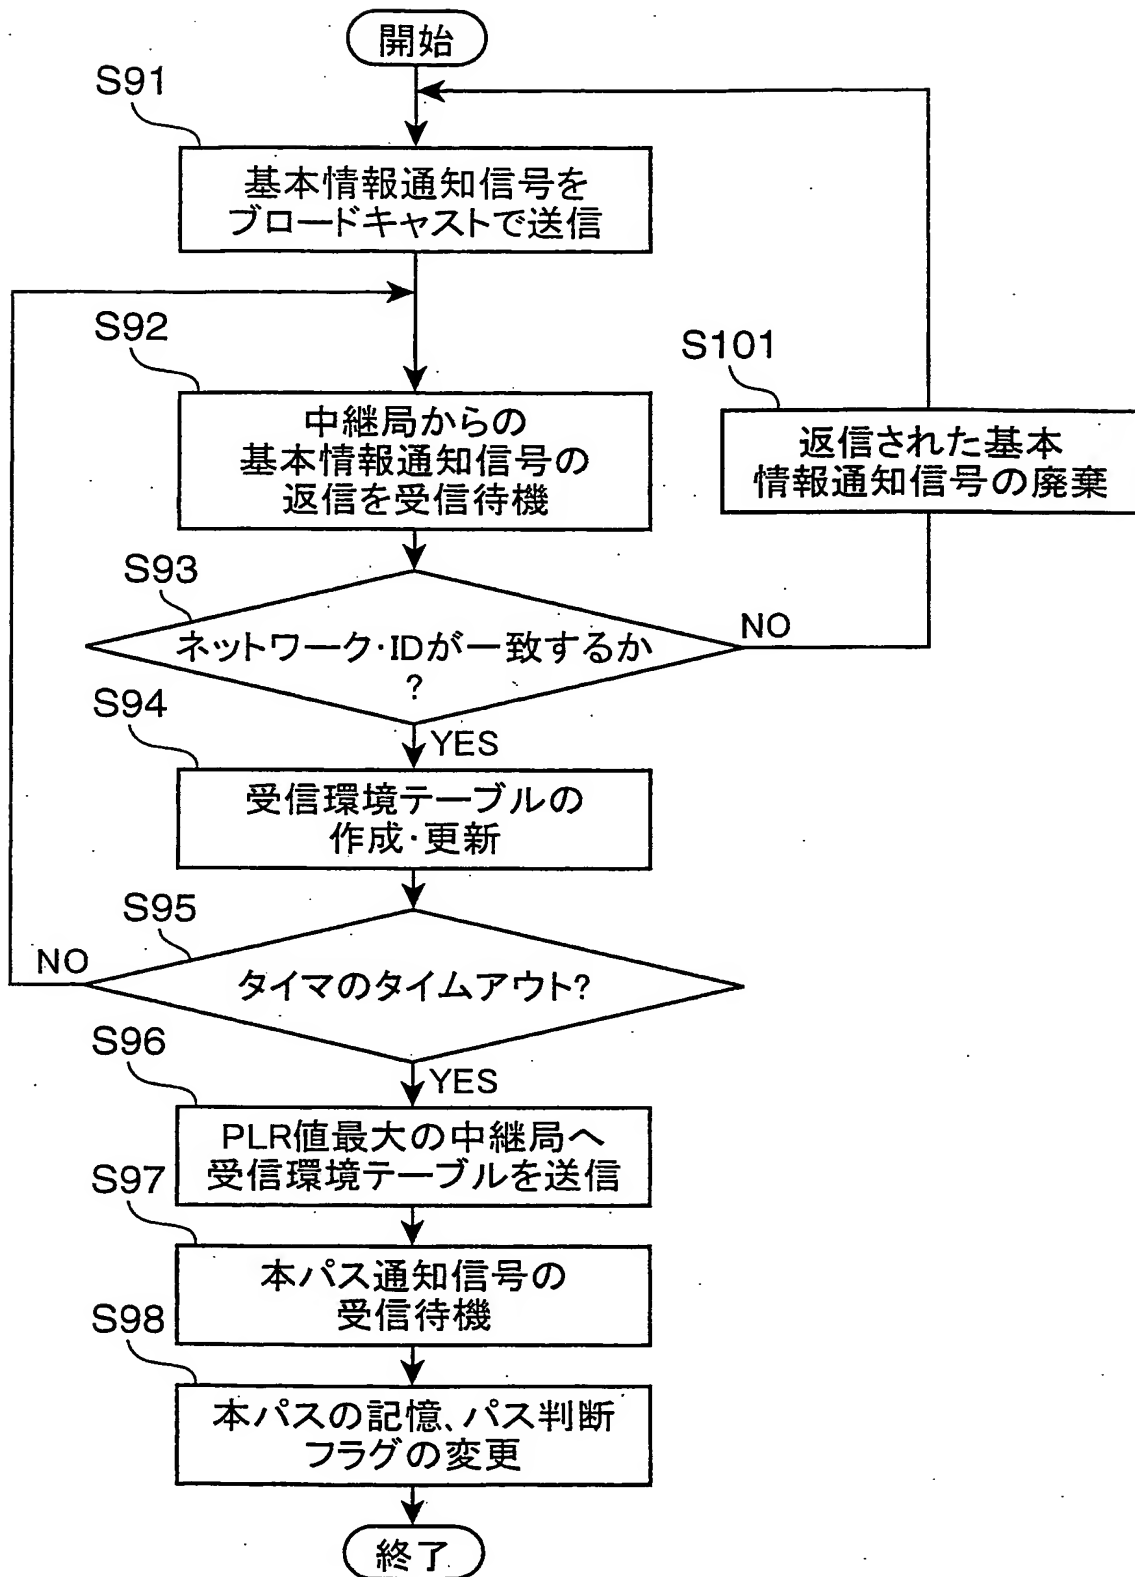 開始
S91
基本情報通知信号を
ブロードキャストで送信
S92
中継局からの
基本情報通知信号の
返信を受信待機
S101
返信された基本
情報通知信号の廃棄
S93
ネットワーク・IDが一致するか
?
NO
YES
S94
受信環境テーブルの
作成・更新
S95
タイマのタイムアウト?
NO
YES
S96
PLR値最大の中継局へ
受信環境テーブルを送信
S97
本パス通知信号の
受信待機
S98
本パスの記憶、パス判断
フラグの変更
終了